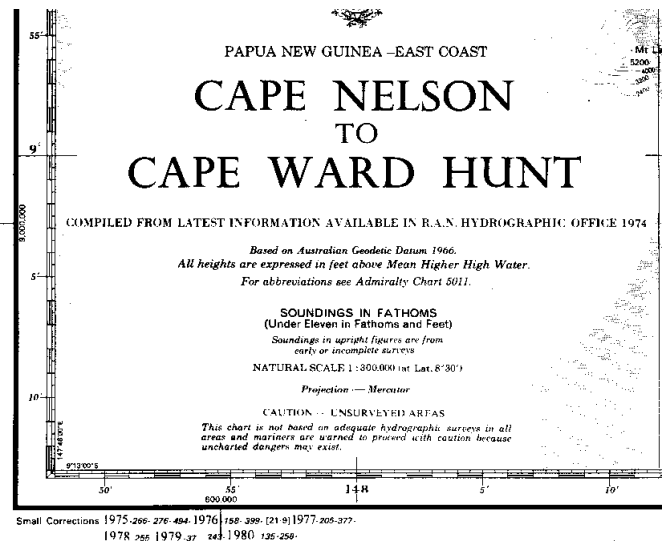 55'
PAPUA NEW GUINEA –EAST COAST
Mt
5200
CAPE NELSON
TO
9°
CAPE WARD HUNT
9,000,000
COMPILED FROM LATEST INFORMATION AVAILABLE IN R.A.N. HYDROGRAPHIC OFFICE 1974
Based on Australian Geodetic Datum 1966.
All heights are expressed in feet above Mean Higher High Water.
5'
For abbreviations see Admiralty Chart 5011.
SOUNDINGS IN FATHOMS
(Under Eleven in Fathoms and Feet)
Soundings in upright figures are from
early or incomplete surveys
NATURAL SCALE 1:300,000 (at Lat. 8°30')
Projection — Mercator
10'
CAUTION -- UNSURVEYED AREAS
This chart is not based on adequate hydrographic surveys in all
areas and mariners are warned to proceed with caution because
uncharted dangers may exist.
147°48'00"E
9°13'00"S
50' 55' 148 5' 10'
600,000
Small Corrections 1975-266-276-494-1976-158-399-[21·9]1977-205-377-
1978 255 1979-37 243-1980 135-258-